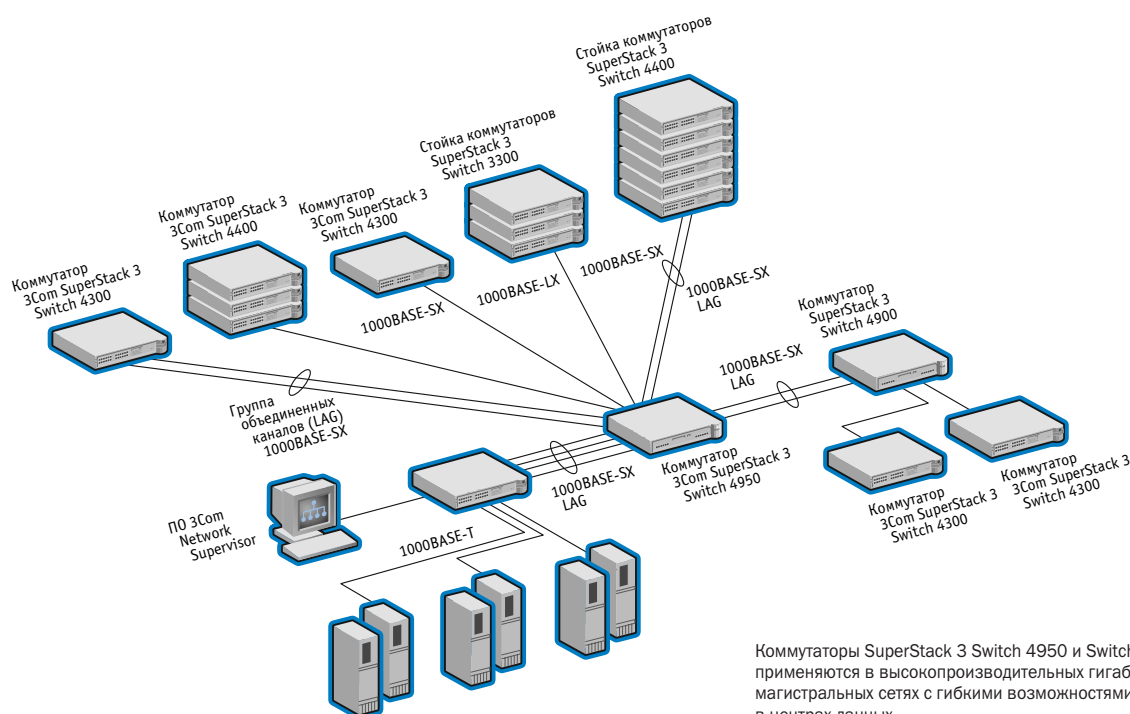 Стойка коммутаторов
SuperStack 3
Switch 4400
Стойка коммутаторов
SuperStack 3
Switch 3300
Коммутатор
3Com SuperStack 3
Switch 4300
Коммутатор
3Com SuperStack 3
Switch 4400
Коммутатор
3Com SuperStack 3
Switch 4300
1000BASE-SX
1000BASE-LX
1000BASE-SX
1000BASE-SX
LAG
Коммутатор
SuperStack 3
Switch 4900
1000BASE-SX
LAG
Группа
объединенных
каналов (LAG)
1000BASE-SX
1000BASE-SX
LAG
Коммутатор
3Com SuperStack 3
Switch 4950
Коммутатор
3Com SuperStack 3
Switch 4300
Коммутатор
3Com SuperStack 3
Switch 4300
ПО 3Com
Network
Supervisor
1000BASE-T
Коммутаторы SuperStack 3 Switch 4950 и Switch
применяются в высокопроизводительных гигаб
магистральных сетях с гибкими возможностями
в центрах данных